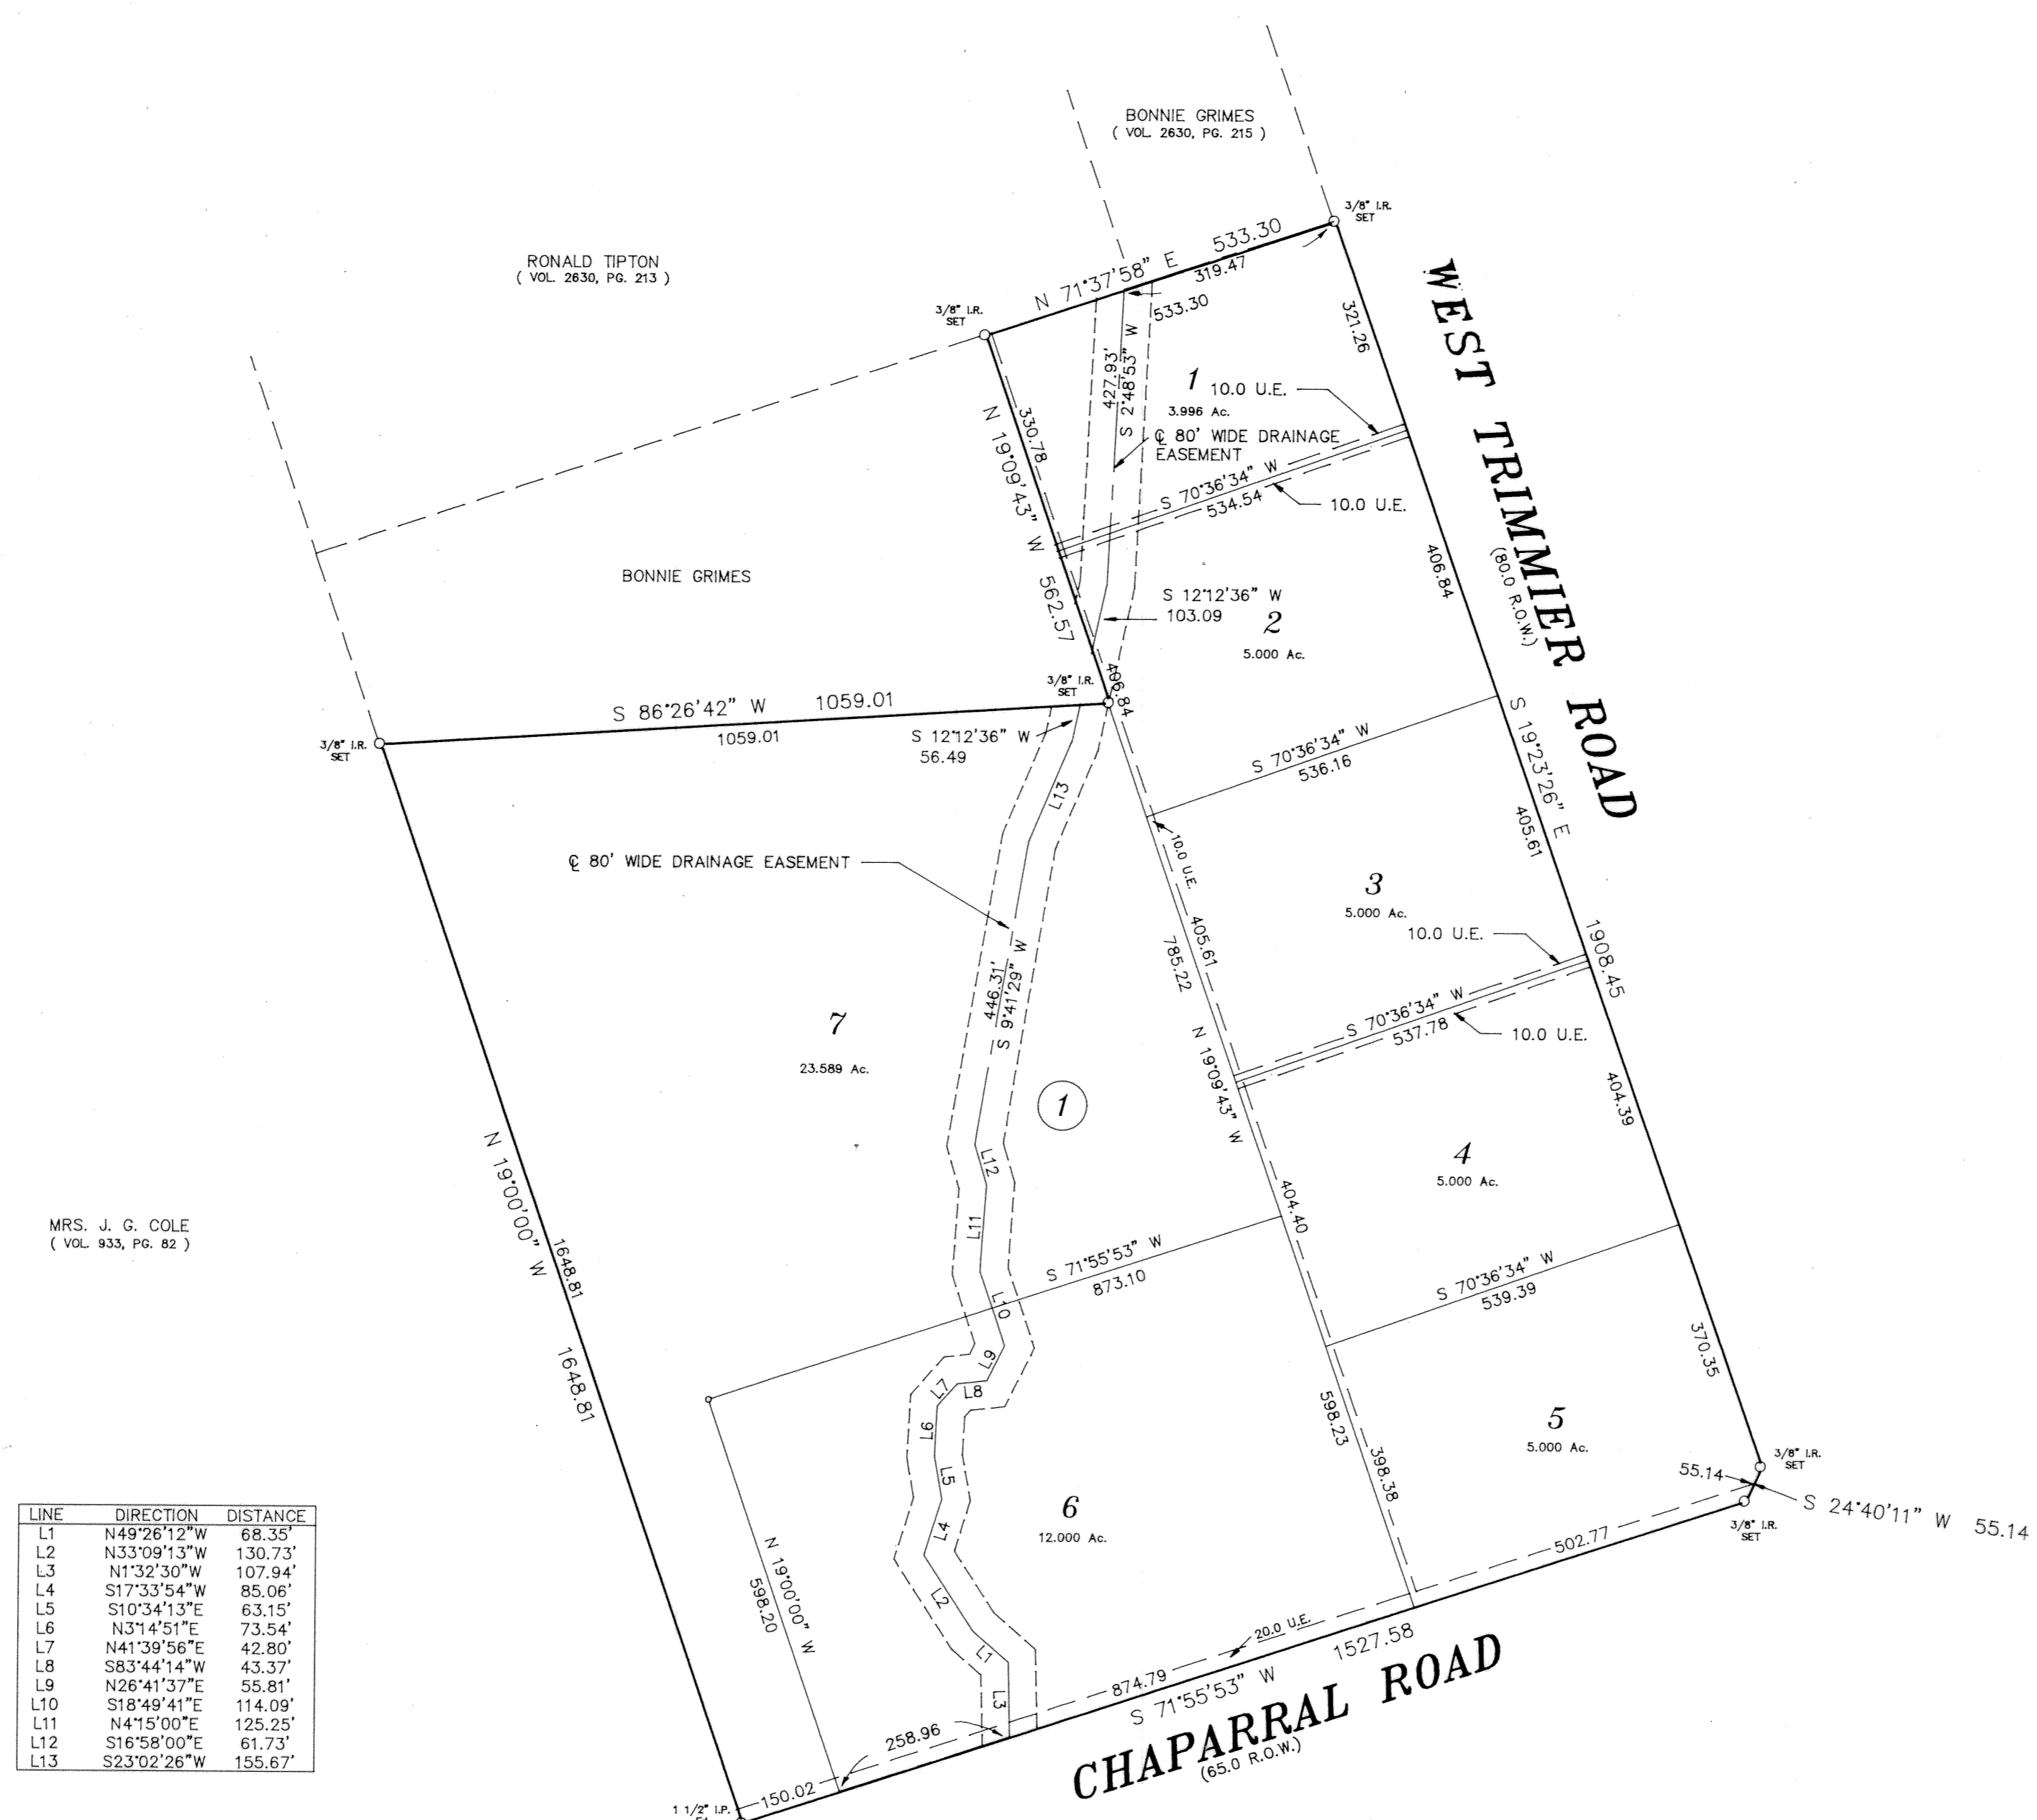 BONNIE GRIMES
( VOL. 2630, PG. 215 )
RONALD TIPTON
( VOL. 2630, PG. 213 )
3/8" I.R.
SET
3/8" I.R.
SET
N 71°37'58" E 533.30
319.47
533.30
WEST TRIMMIER ROAD
(80.0 R.O.W.)
321.26
427.93'
S 2°48'53" W
1
3.996 Ac.
10.0 U.E.
℄ 80' WIDE DRAINAGE
EASEMENT
330.78
N 19°09'43" W 562.57
S 70°36'34" W
534.54
10.0 U.E.
406.84
BONNIE GRIMES
S 12°12'36" W
103.09
2
5.000 Ac.
406.84
3/8" I.R.
SET
S 86°26'42" W 1059.01
1059.01
3/8" I.R.
SET
S 12°12'36" W
56.49
S 70°36'34" W
536.16
S 19°23'26" E 1908.45
405.61
L13
℄ 80' WIDE DRAINAGE EASEMENT
10.0 U.E.
3
5.000 Ac.
10.0 U.E.
405.61
785.22
N 19°09'43" W
446.31'
S 9°41'29" W
S 70°36'34" W
537.78
10.0 U.E.
7
23.589 Ac.
1
404.39
4
5.000 Ac.
L12
L11
404.40
MRS. J. G. COLE
( VOL. 933, PG. 82 )
N 19°00'00" W 1648.81
1648.81
S 71°55'53" W
873.10
S 70°36'34" W
539.39
L10
L9
L8
L7
L6
L5
L4
370.35
598.23
398.38
5
5.000 Ac.
3/8" I.R.
SET
55.14
S 24°40'11" W 55.14
3/8" I.R.
SET
6
12.000 Ac.
502.77
N 19°00'00" W
598.20
L2
L1
L3
20.0 U.E.
874.79
S 71°55'53" W 1527.58
CHAPARRAL ROAD
(65.0 R.O.W.)
258.96
150.02
1 1/2" I.P.
LINE DIRECTION DISTANCE
L1 N49°26'12"W 68.35'
L2 N33°09'13"W 130.73'
L3 N1°32'30"W 107.94'
L4 S17°33'54"W 85.06'
L5 S10°34'13"E 63.15'
L6 N3°14'51"E 73.54'
L7 N41°39'56"E 42.80'
L8 S83°44'14"W 43.37'
L9 N26°41'37"E 55.81'
L10 S18°49'41"E 114.09'
L11 N4°15'00"E 125.25'
L12 S16°58'00"E 61.73'
L13 S23°02'26"W 155.67'